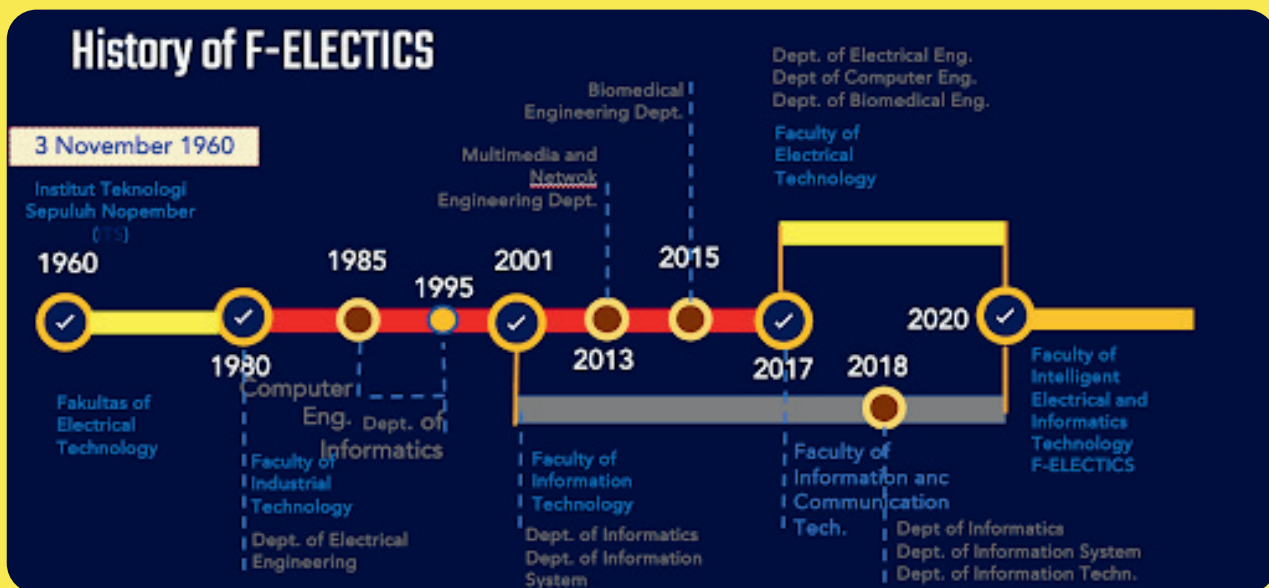 History of F-ELECTICS
3 November 1960
Institut Teknologi
Sepuluh Nopember
(ITS)
1960
Fakultas of
Electrical
Technology
1980
Faculty of
Industrial
Technology
Dept. of Electrical
Engineering
1985
Computer
Eng.
1995
Dept. of
Informatics
2001
Faculty of
Information
Technology
Dept. of Informatics
Dept. of Information
System
Multimedia and
Netwok
Engineering Dept.
2013
Biomedical
Engineering Dept.
2015
Dept. of Electrical Eng.
Dept of Computer Eng.
Dept. of Biomedical Eng.
Faculty of
Electrical
Technology
2017
Faculty of
Information anc
Communication
Tech.
2018
Dept of Informatics
Dept. of Information System
Dept. of Information Techn.
2020
Faculty of
Intelligent
Electrical and
Informatics
Technology
F-ELECTICS